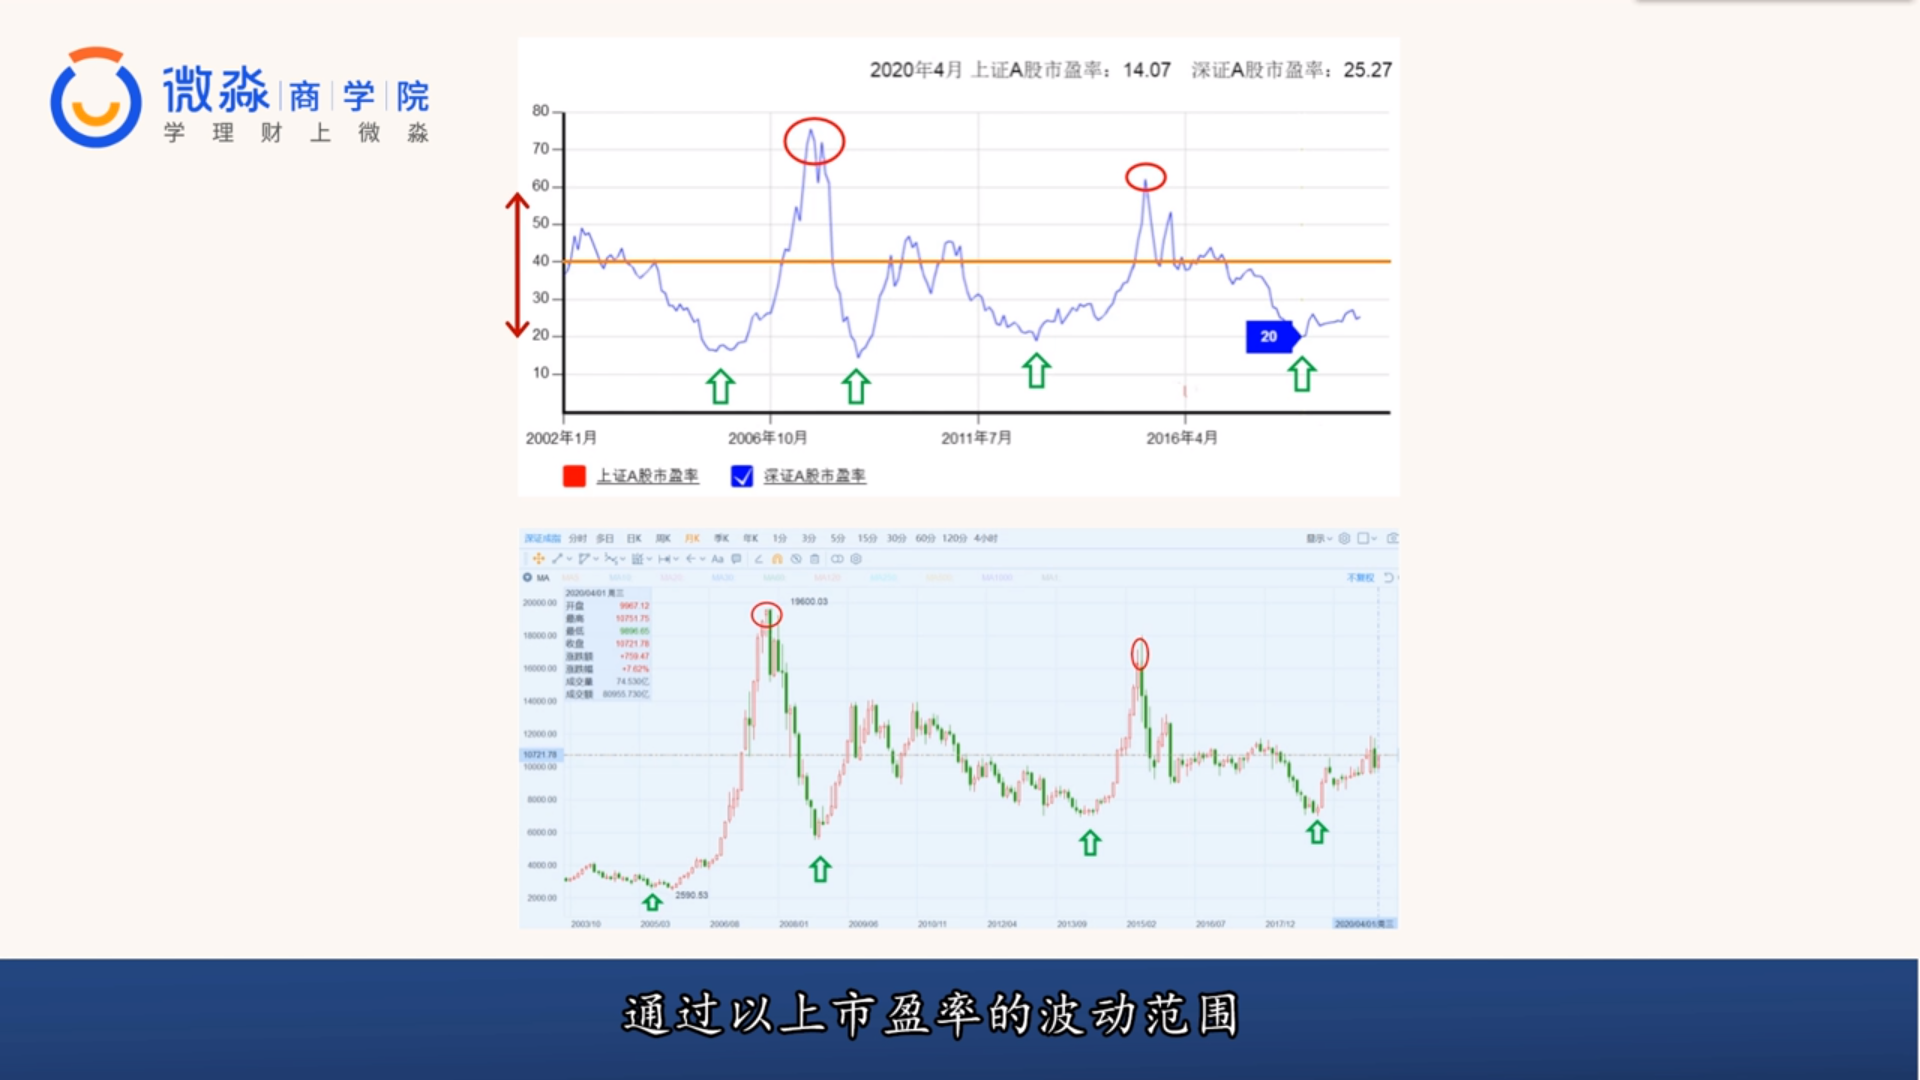 微淼 商 学 院
学 理 财 上 微 淼
2020年4月 上证A股市盈率：14.07 深证A股市盈率：25.27
80
70
60
50
40
30
20
10
20
2002年1月 2006年10月 2011年7月 2016年4月
上证A股市盈率 深证A股市盈率
深证成指 分时 多日 日K 周K 月K 季K 年K 1分 3分 5分 15分 30分 60分 120分 4小时 显示
Aa
MA 不复权
2020/04/01 周三
开盘 9967.12
最高 10751.75
最低 9896.65
收盘 10721.78
涨跌额 +759.47
涨跌幅 +7.62%
成交量 74.530亿
成交额 80955.730亿
20000.00
18000.00
16000.00
14000.00
12000.00
10721.78
10000.00
8000.00
6000.00
4000.00
2000.00
19600.03
2590.53
2003/10 2005/03 2006/08 2008/01 2009/06 2010/11 2012/04 2013/09 2015/02 2016/07 2017/12 2020/04/01 周三
通过以上市盈率的波动范围